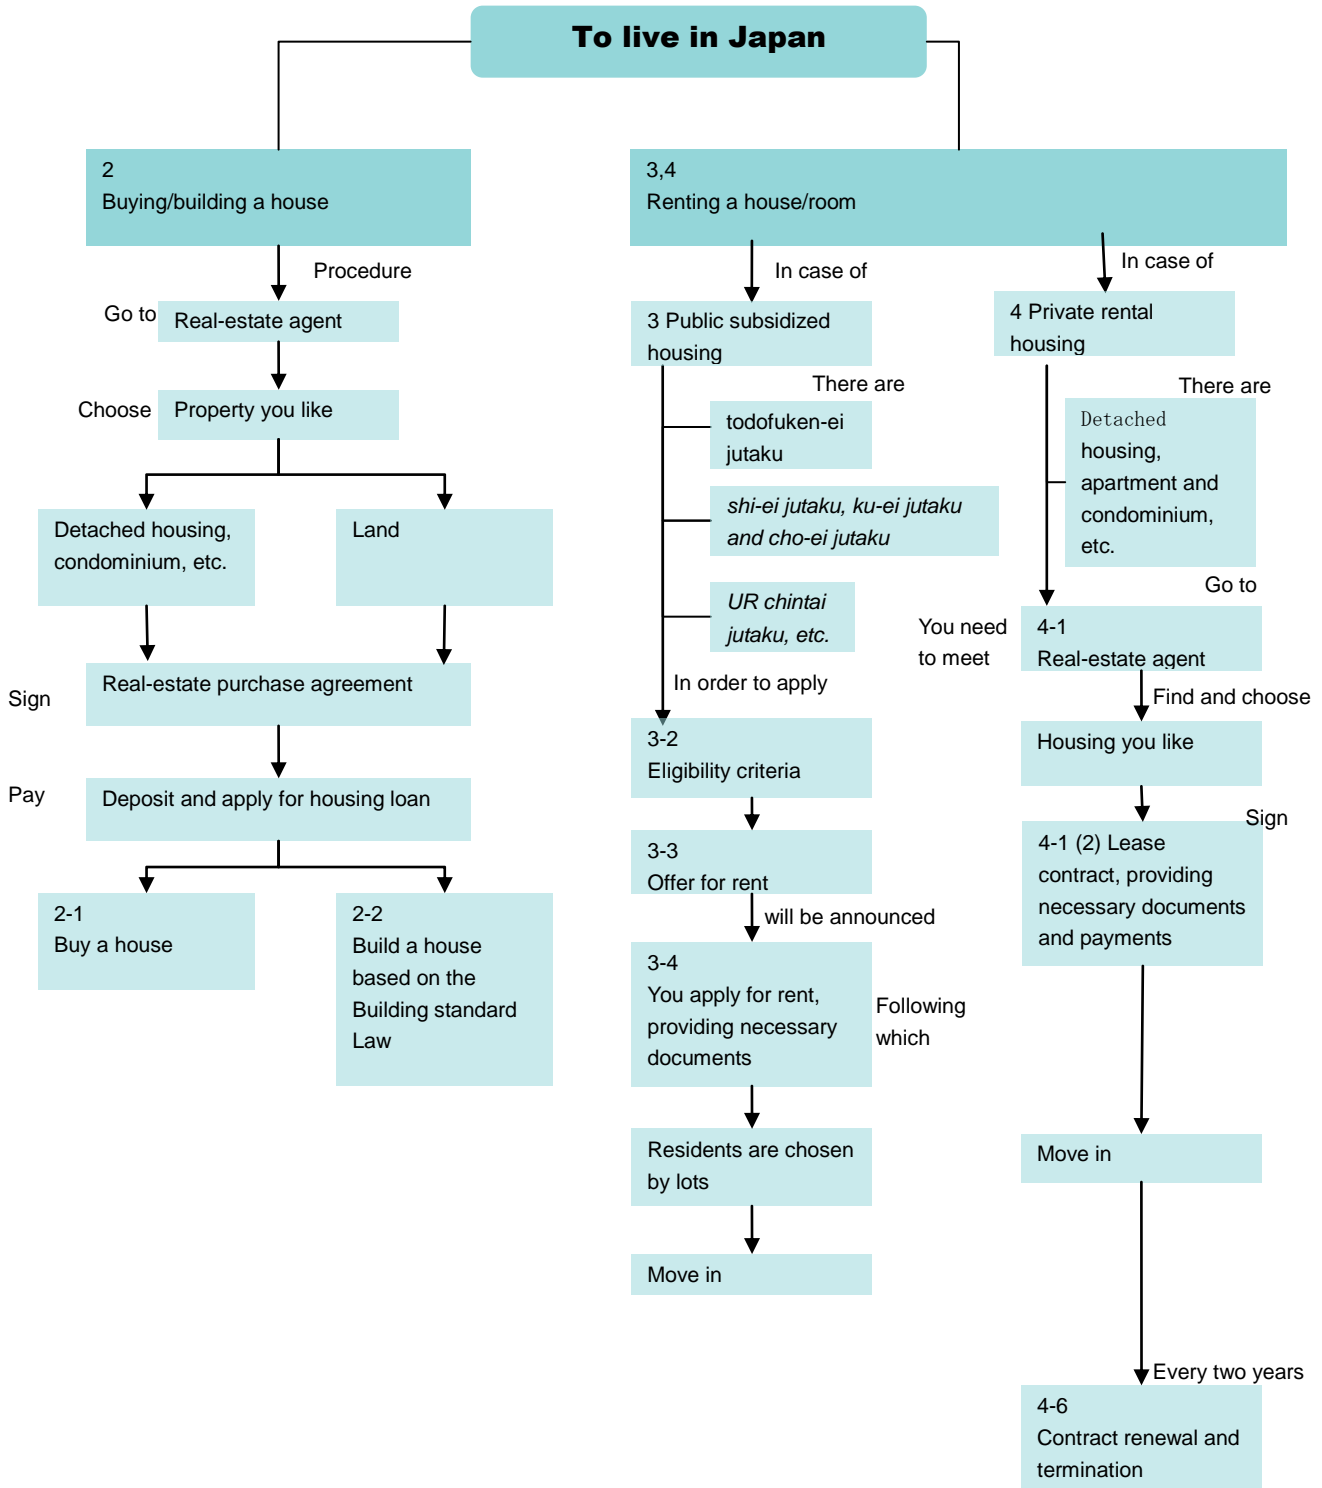 To live in Japan
2
Buying/building a house
Procedure
Go to
Real-estate agent
Choose
Property you like
Detached housing,
condominium, etc.
Land
Sign
Real-estate purchase agreement
Pay
Deposit and apply for housing loan
2-1
Buy a house
2-2
Build a house
based on the
Building standard
Law
3,4
Renting a house/room
In case of
3 Public subsidized
housing
There are
todofuken-ei
jutaku
shi-ei jutaku, ku-ei jutaku
and cho-ei jutaku
UR chintai
jutaku, etc.
In order to apply
You need
to meet
3-2
Eligibility criteria
3-3
Offer for rent
will be announced
3-4
You apply for rent,
providing necessary
documents
Following
which
Residents are chosen
by lots
Move in
In case of
4 Private rental
housing
There are
Detached
housing,
apartment and
condominium,
etc.
Go to
4-1
Real-estate agent
Find and choose
Housing you like
Sign
4-1 (2) Lease
contract, providing
necessary documents
and payments
Move in
Every two years
4-6
Contract renewal and
termination